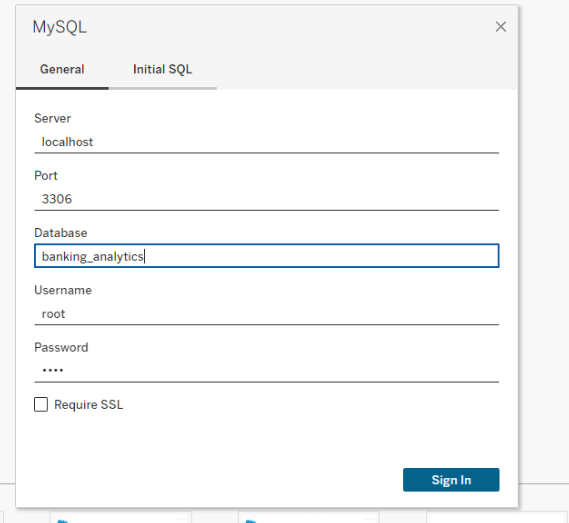 MySQL
General Initial SQL
Server
localhost
Port
3306
Database
banking_analytics
Username
root
Password
••••
Require SSL
Sign In